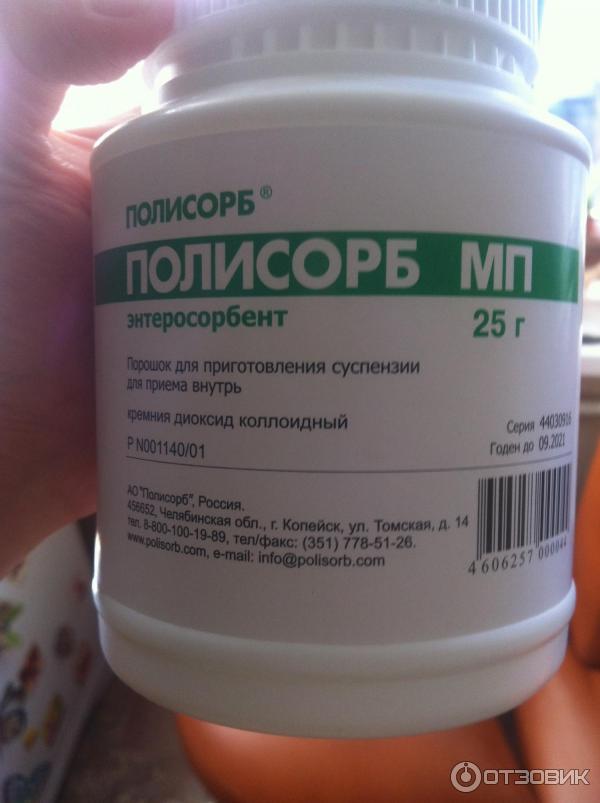 ПОЛИСОРБ®
ПОЛИСОРБ МП
энтеросорбент
25 г
Порошок для приготовления суспензии
для приема внутрь
кремния диоксид коллоидный
Р N001140/01
Серия 44030916
Годен до 09.2021
АО "Полисорб", Россия.
456652, Челябинская обл., г. Копейск, ул. Томская, д. 14
тел. 8-800-100-19-89, тел/факс: (351) 778-51-26.
www.polisorb.com, e-mail: info@polisorb.com
4 606257 000044
ОТЗОВИК